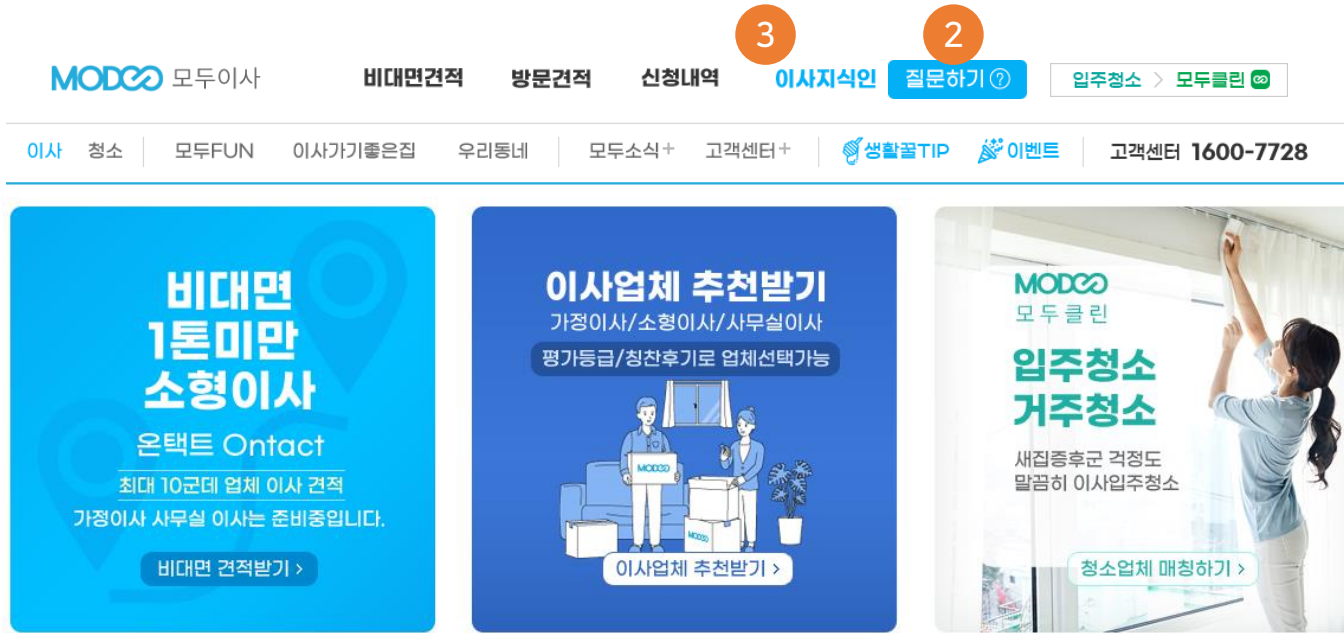 3
2
MODOO 모두이사
비대면견적
방문견적
신청내역
이사지식인
질문하기 ?
입주청소 > 모두클린
이사
청소
모두FUN
이사가기좋은집
우리동네
모두소식+
고객센터+
생활꿀TIP
이벤트
고객센터 1600-7728
비대면
1톤미만
소형이사
온택트 Ontact
최대 10군데 업체 이사 견적
가정이사 사무실 이사는 준비중입니다.
비대면 견적받기 >
이사업체 추천받기
가정이사/소형이사/사무실이사
평가등급/칭찬후기로 업체선택가능
MODOO
MODOO
이사업체 추천받기 >
MODOO
모두클린
입주청소
거주청소
새집증후군 걱정도
말끔히 이사입주청소
청소업체 매칭하기 >